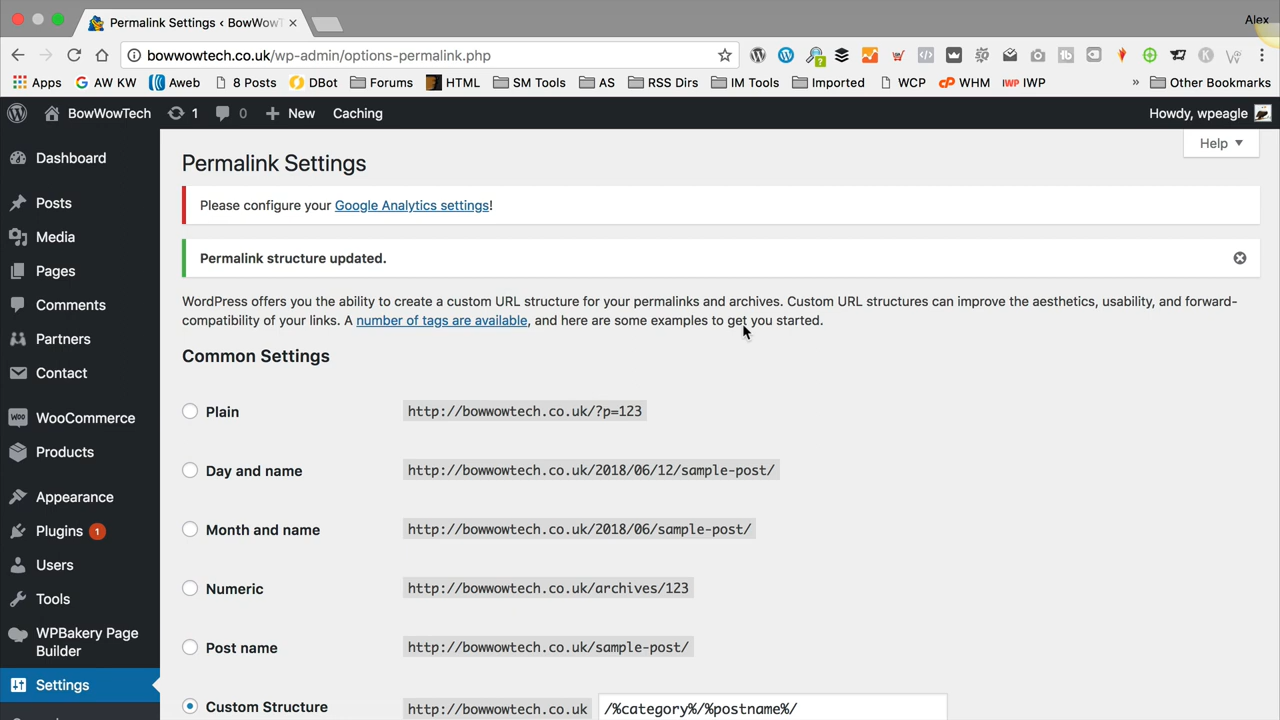 Alex
Permalink Settings ‹ BowWowT
bowwowtech.co.uk/wp-admin/options-permalink.php
Apps AW KW Aweb 8 Posts DBot Forums HTML SM Tools AS RSS Dirs IM Tools Imported WCP cP WHM IWP IWP » Other Bookmarks
BowWowTech 1 0 New Caching Howdy, wpeagle
Help
Dashboard
Posts
Media
Pages
Comments
Partners
Contact
Woo WooCommerce
Products
Appearance
Plugins 1
Users
Tools
WPBakery Page
Builder
Settings
Permalink Settings
Please configure your Google Analytics settings!
Permalink structure updated.
WordPress offers you the ability to create a custom URL structure for your permalinks and archives. Custom URL structures can improve the aesthetics, usability, and forward-
compatibility of your links. A number of tags are available, and here are some examples to get you started.
Common Settings
Plain http://bowwowtech.co.uk/?p=123
Day and name http://bowwowtech.co.uk/2018/06/12/sample-post/
Month and name http://bowwowtech.co.uk/2018/06/sample-post/
Numeric http://bowwowtech.co.uk/archives/123
Post name http://bowwowtech.co.uk/sample-post/
Custom Structure http://bowwowtech.co.uk /%category%/%postname%/